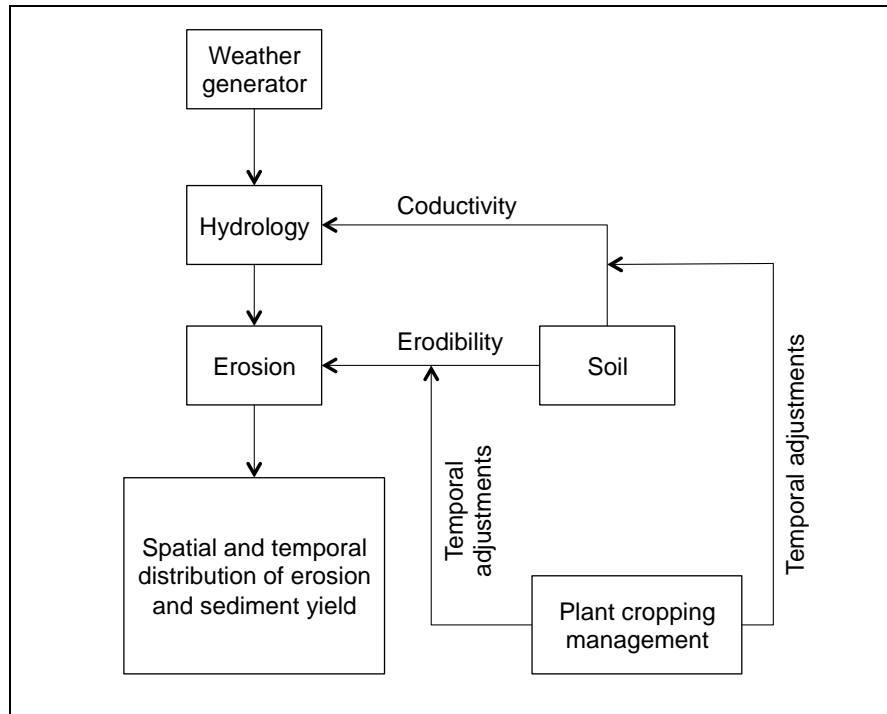 Weather
generator
Coductivity
Hydrology
Erodibility
Erosion
Soil
Temporal adjustments
Temporal
adjustments
Spatial and temporal
distribution of erosion
and sediment yield
Plant cropping
management